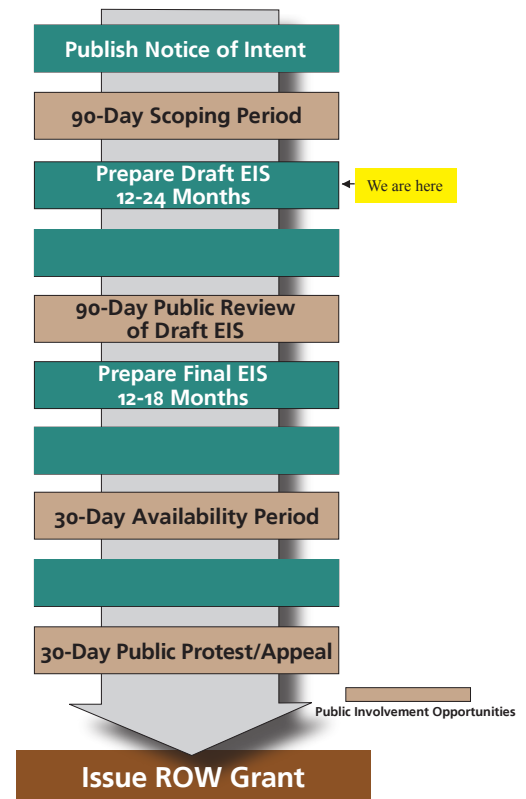 Publish Notice of Intent
90-Day Scoping Period
Prepare Draft EIS
12-24 Months
We are here
90-Day Public Review
of Draft EIS
Prepare Final EIS
12-18 Months
30-Day Availability Period
30-Day Public Protest/Appeal
Public Involvement Opportunities
Issue ROW Grant